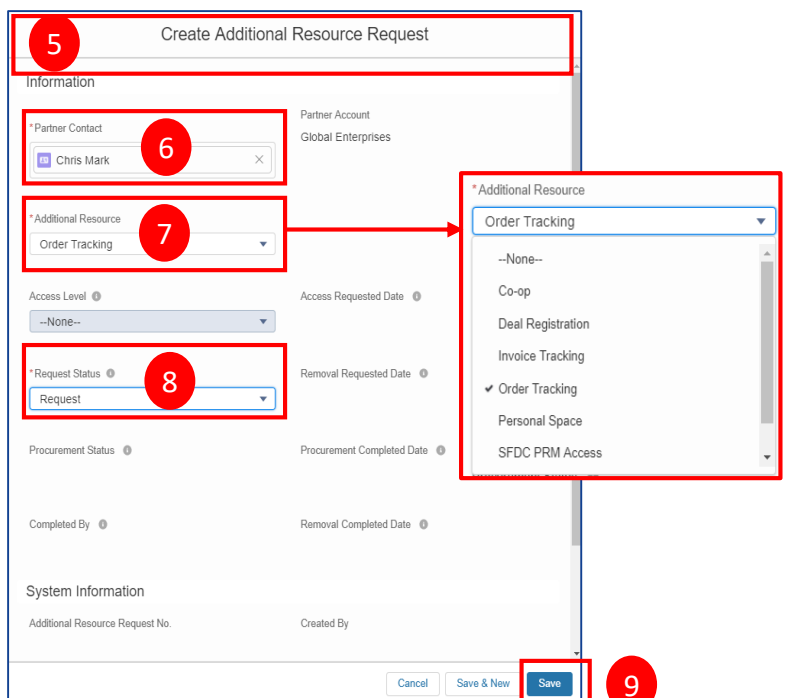 5
Create Additional Resource Request
Information
*Partner Contact
Chris Mark
6
Partner Account
Global Enterprises
*Additional Resource
Order Tracking
7
Access Level
--None--
Access Requested Date
*Request Status
Request
8
Removal Requested Date
Procurement Status
Procurement Completed Date
Completed By
Removal Completed Date
System Information
Additional Resource Request No.
Created By
Cancel
Save & New
Save
9
*Additional Resource
Order Tracking
--None--
Co-op
Deal Registration
Invoice Tracking
Order Tracking
Personal Space
SFDC PRM Access